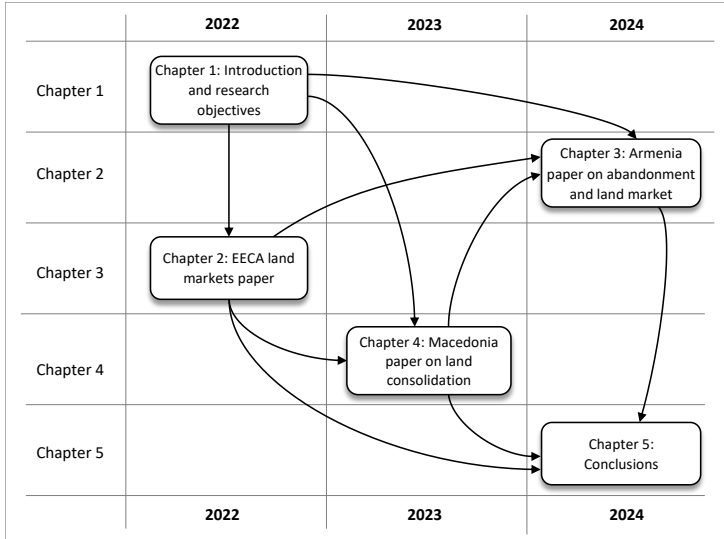 2022 2023 2024
Chapter 1
Chapter 1: Introduction
and research
objectives
Chapter 2
Chapter 3: Armenia
paper on abandonment
and land market
Chapter 3
Chapter 2: EECA land
markets paper
Chapter 4
Chapter 4: Macedonia
paper on land
consolidation
Chapter 5
Chapter 5:
Conclusions
2022 2023 2024